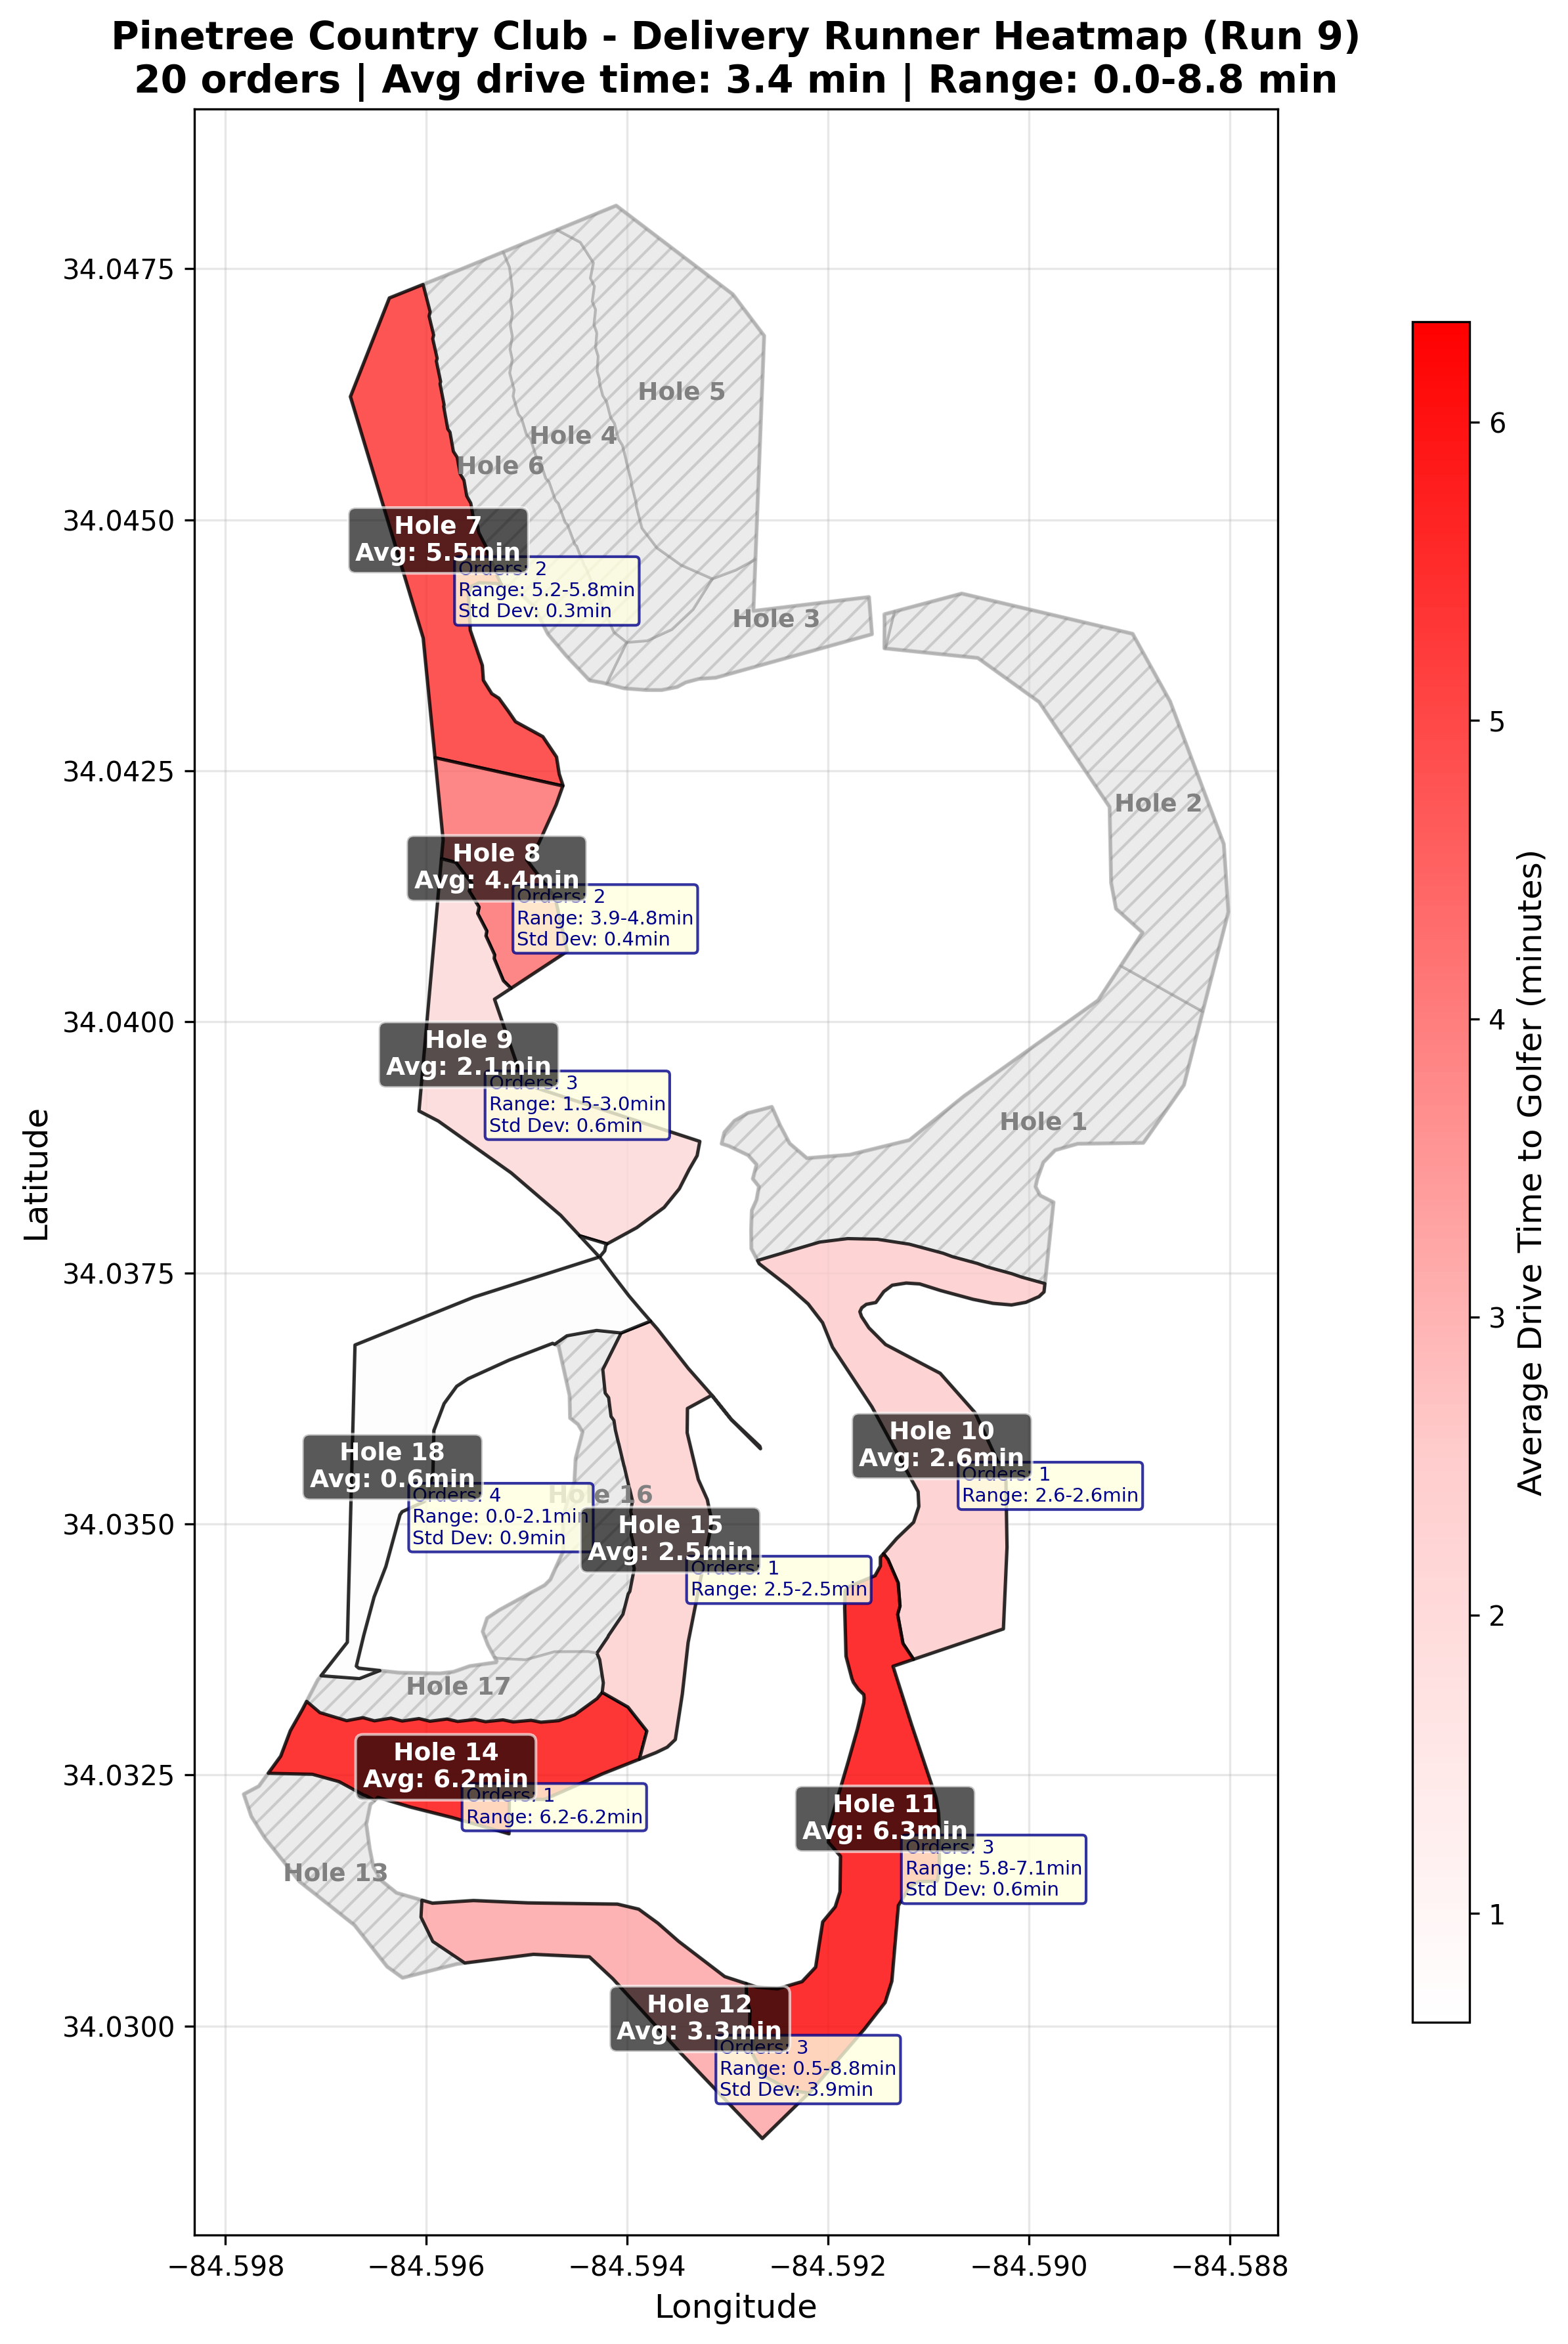 Pinetree Country Club - Delivery Runner Heatmap (Run 9)
20 orders | Avg drive time: 3.4 min | Range: 0.0-8.8 min
34.0475
34.0450
34.0425
34.0400
34.0375
34.0350
34.0325
34.0300
Latitude
Hole 5
Hole 4
Hole 6
Hole 7
Avg: 5.5min
Orders: 2
Range: 5.2-5.8min
Std Dev: 0.3min
Hole 3
Hole 2
Hole 8
Avg: 4.4min
Orders: 2
Range: 3.9-4.8min
Std Dev: 0.4min
Hole 9
Avg: 2.1min
Orders: 3
Range: 1.5-3.0min
Std Dev: 0.6min
Hole 1
Hole 10
Avg: 2.6min
Orders: 1
Range: 2.6-2.6min
Hole 18
Avg: 0.6min
Orders: 4
Range: 0.0-2.1min
Std Dev: 0.9min
Hole 16
Hole 15
Avg: 2.5min
Orders: 1
Range: 2.5-2.5min
Hole 17
Hole 14
Avg: 6.2min
Orders: 1
Range: 6.2-6.2min
Hole 11
Avg: 6.3min
Orders: 3
Range: 5.8-7.1min
Std Dev: 0.6min
Hole 13
Hole 12
Avg: 3.3min
Orders: 3
Range: 0.5-8.8min
Std Dev: 3.9min
−84.598
−84.596
−84.594
−84.592
−84.590
−84.588
Longitude
6
5
4
3
2
1
Average Drive Time to Golfer (minutes)